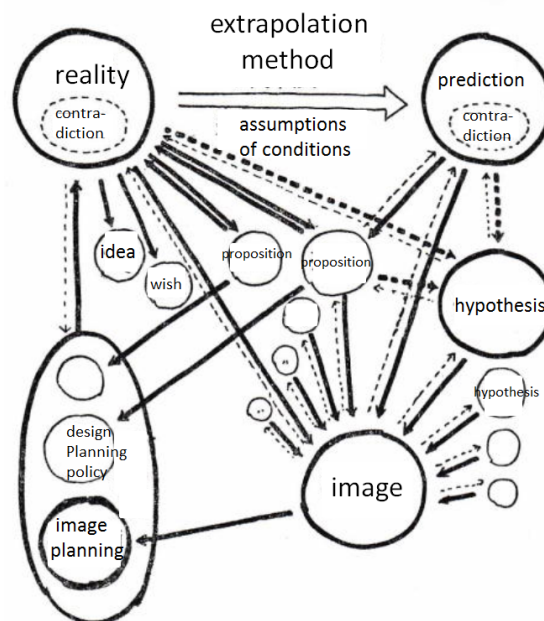 extrapolation
method
reality
prediction
contra-
diction
contra-
diction
assumptions
of conditions
idea
wish
proposition
proposition
hypothesis
hypothesis
design
Planning
policy
image
image
planning